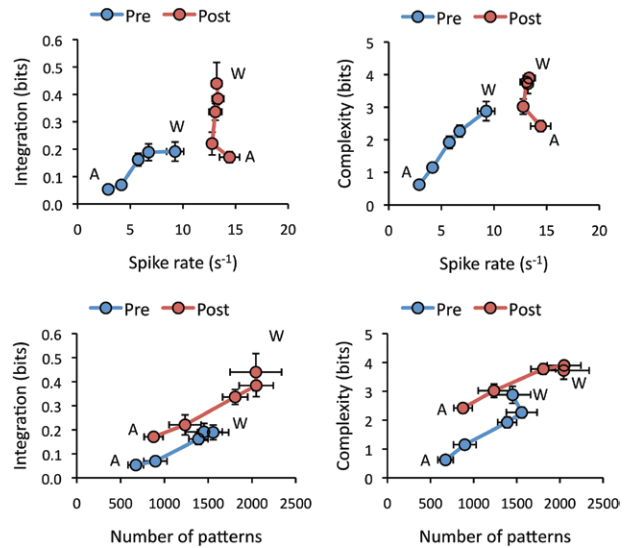 Pre Post
Integration (bits)
0.6
0.5
0.4
0.3
0.2
0.1
0.0
A
W
W
A
0 5 10 15 20
Spike rate (s-1)
Pre Post
Complexity (bits)
5
4
3
2
1
0
A
W
W
A
0 5 10 15 20
Spike rate (s-1)
Pre Post
Integration (bits)
0.6
0.5
0.4
0.3
0.2
0.1
0.0
W
A
W
A
0 500 1000 1500 2000 2500
Number of patterns
Pre Post
Complexity (bits)
5
4
3
2
1
0
W
A
W
A
0 500 1000 1500 2000 2500
Number of patterns